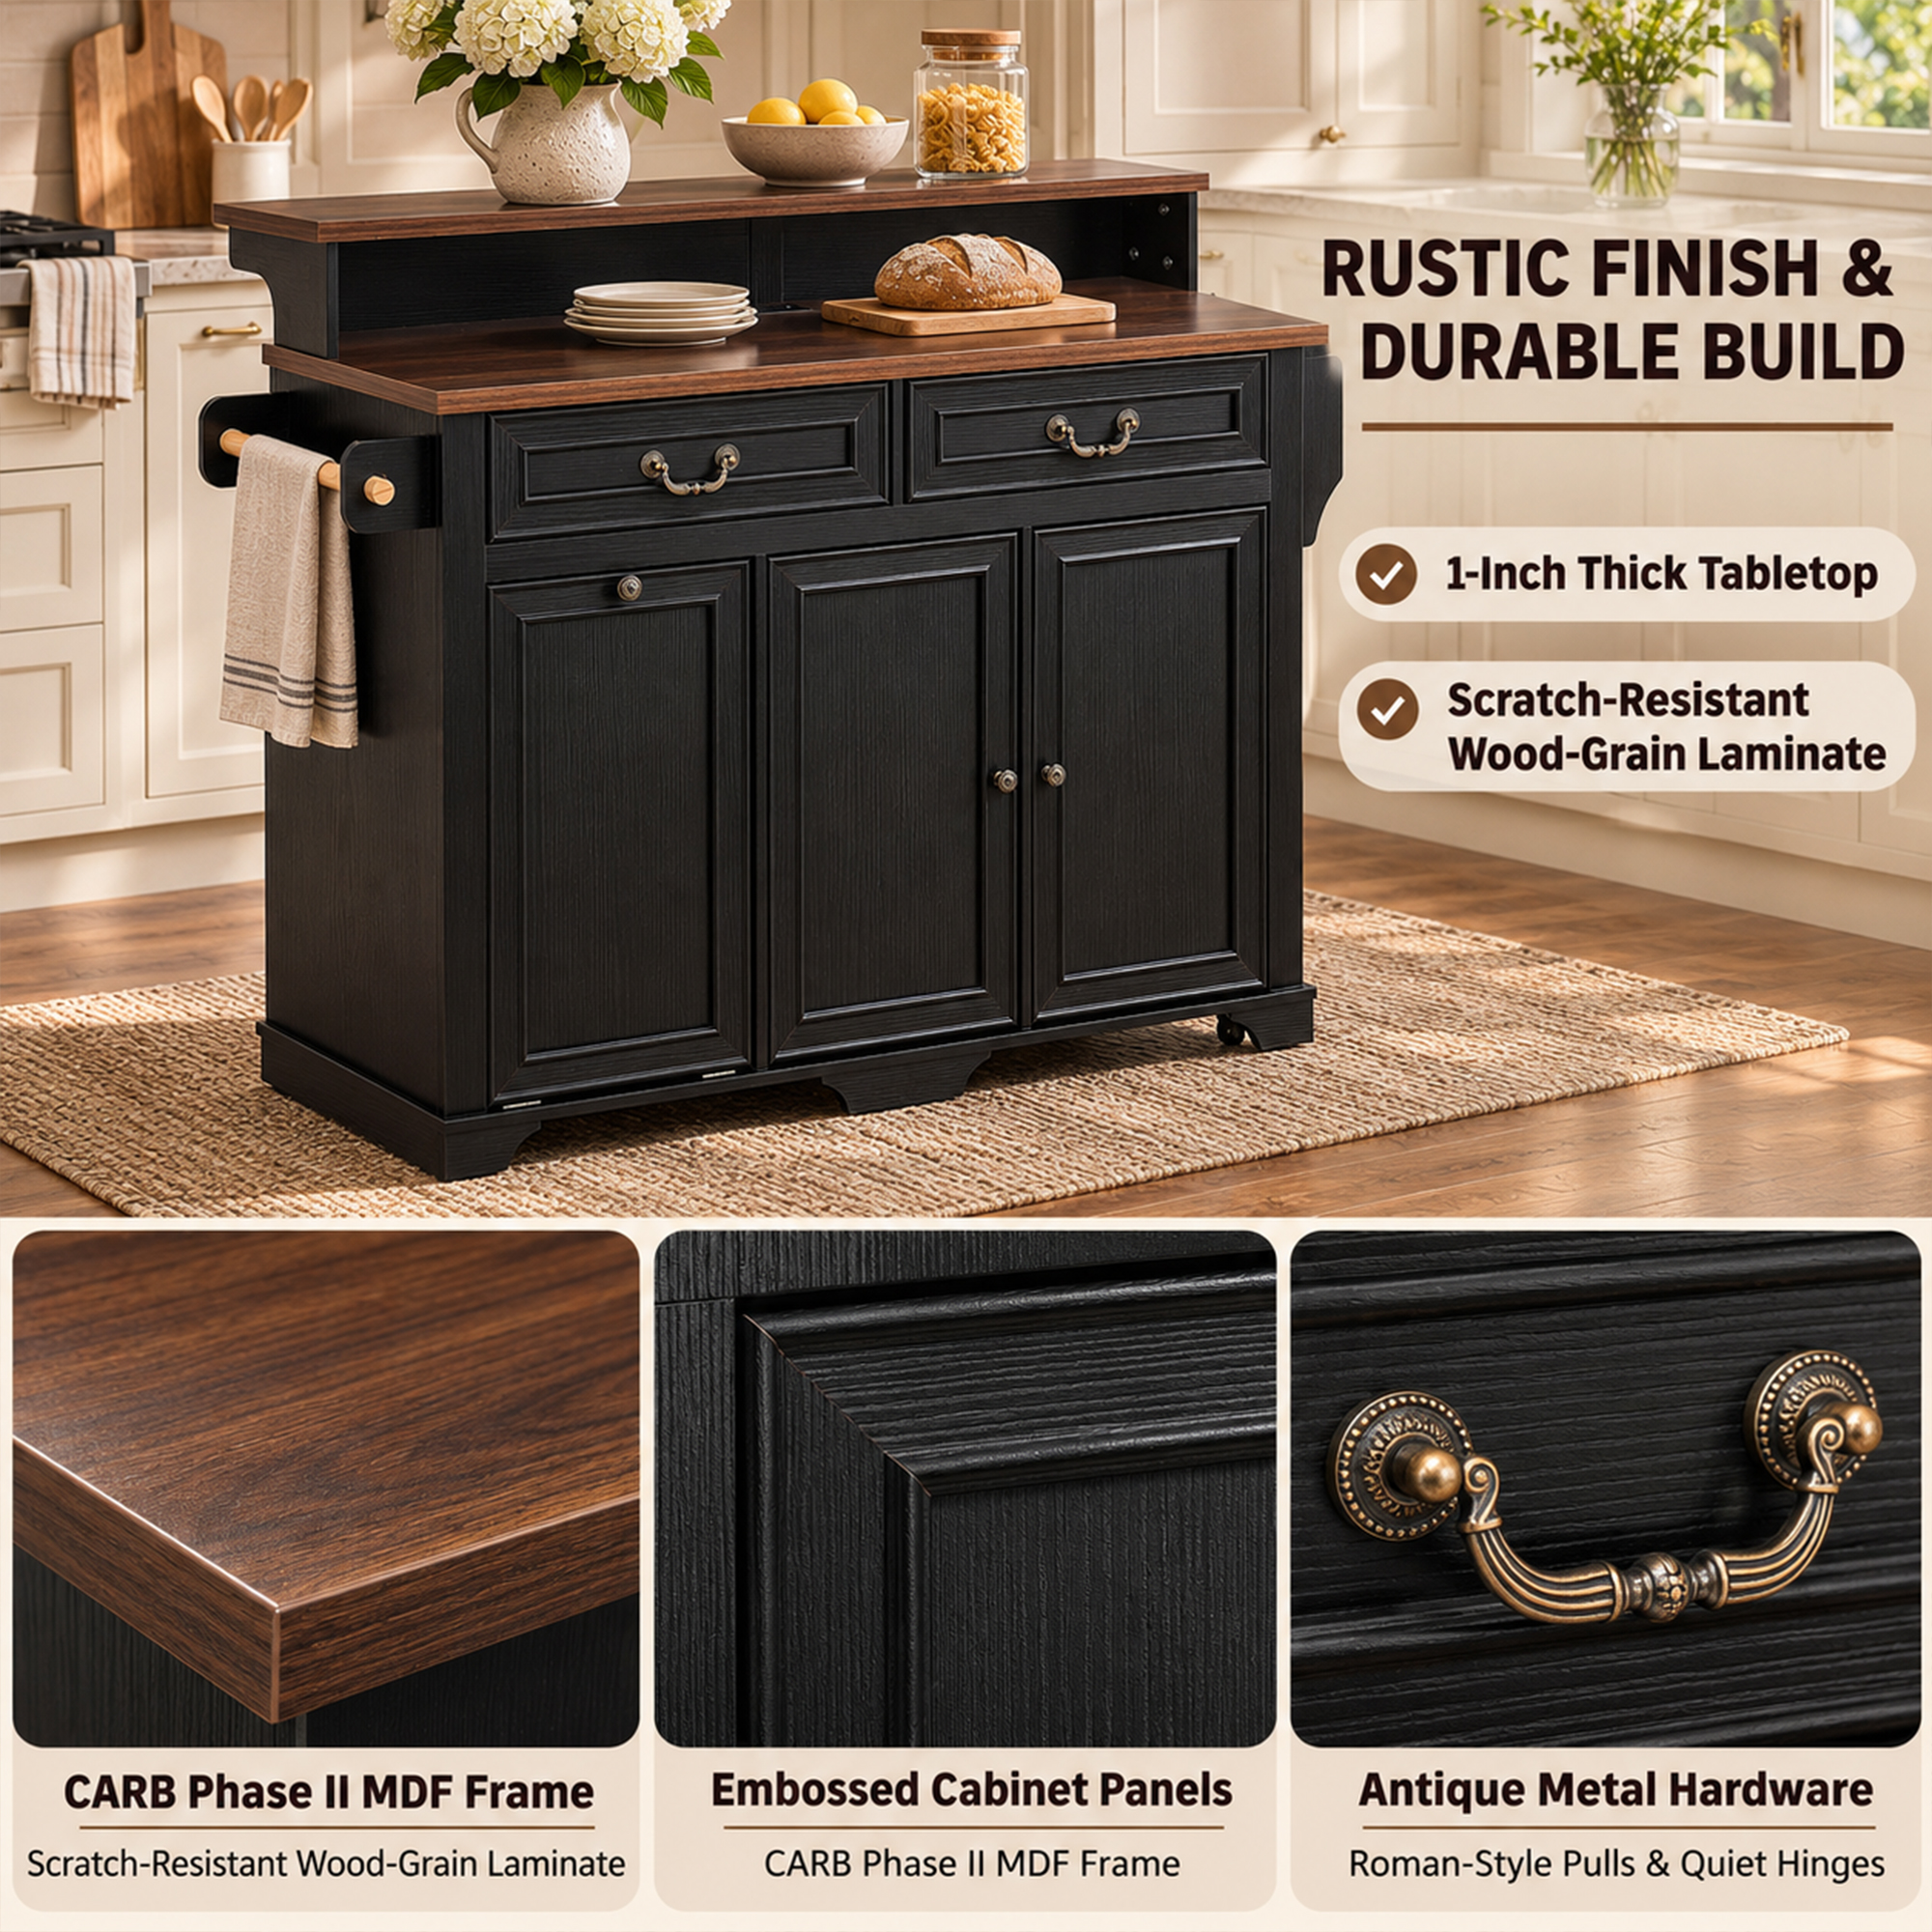 RUSTIC FINISH &
DURABLE BUILD
1-Inch Thick Tabletop
Scratch-Resistant
Wood-Grain Laminate
CARB Phase II MDF Frame
Scratch-Resistant Wood-Grain Laminate
Embossed Cabinet Panels
CARB Phase II MDF Frame
Antique Metal Hardware
Roman-Style Pulls & Quiet Hinges